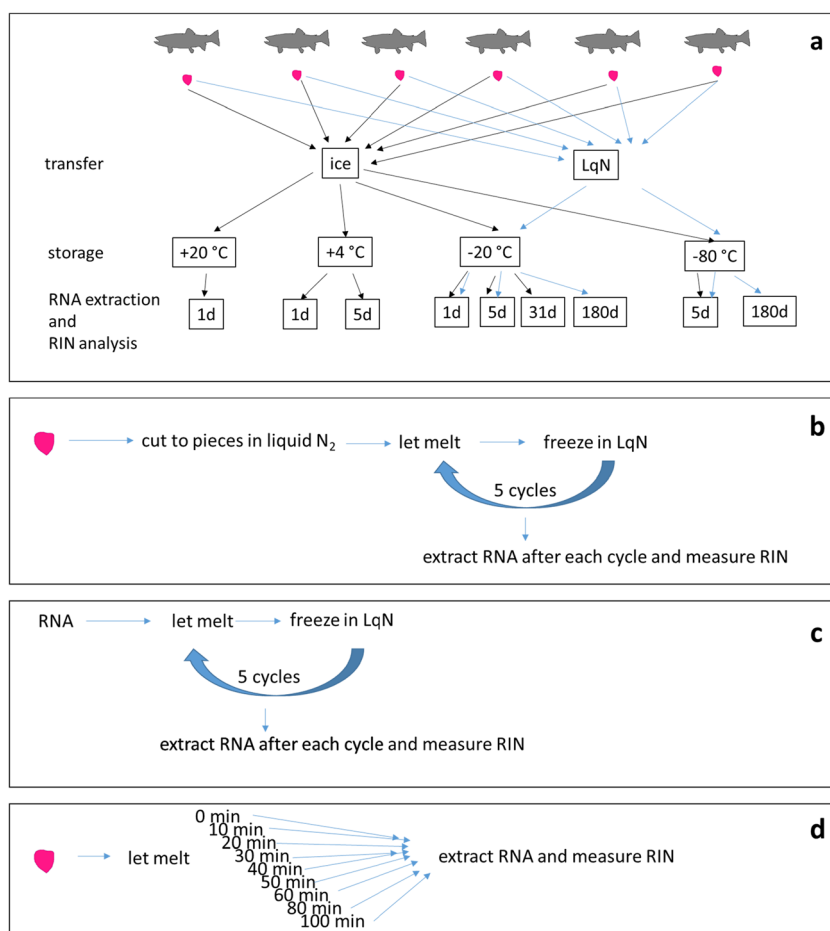 a
transfer
ice
LqN
storage
+20 °C
+4 °C
-20 °C
-80 °C
RNA extraction
and
RIN analysis
1d
1d
5d
1d
5d
31d
180d
5d
180d
b
cut to pieces in liquid N₂
let melt
freeze in LqN
5 cycles
extract RNA after each cycle and measure RIN
c
RNA
let melt
freeze in LqN
5 cycles
extract RNA after each cycle and measure RIN
d
let melt
0 min
10 min
20 min
30 min
40 min
50 min
60 min
80 min
100 min
extract RNA and measure RIN